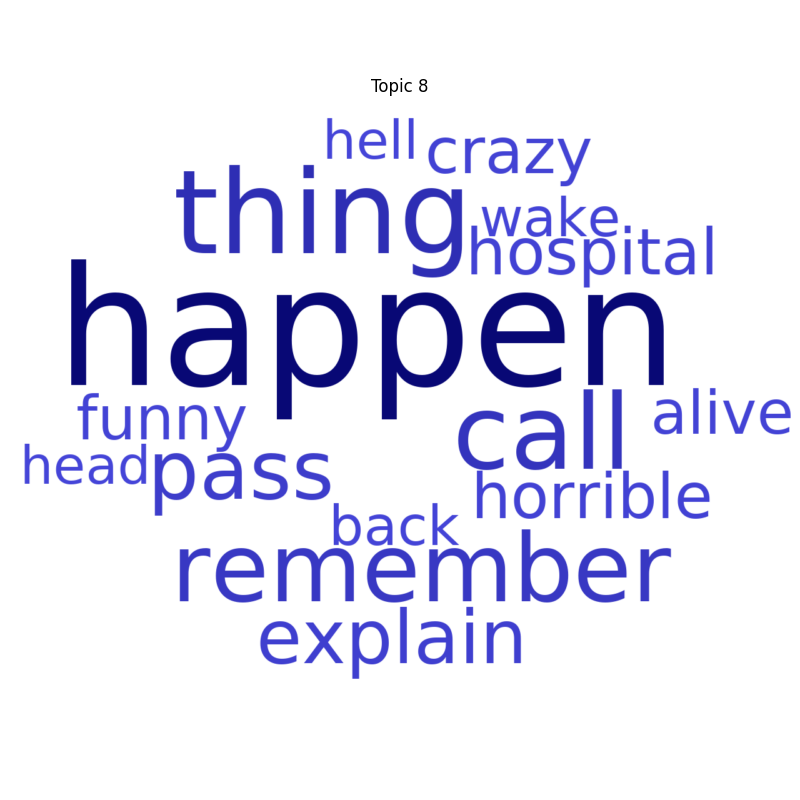 Topic 8
hell crazy
thing wake
hospital
happen
funny call alive
head pass horrible
back
remember
explain